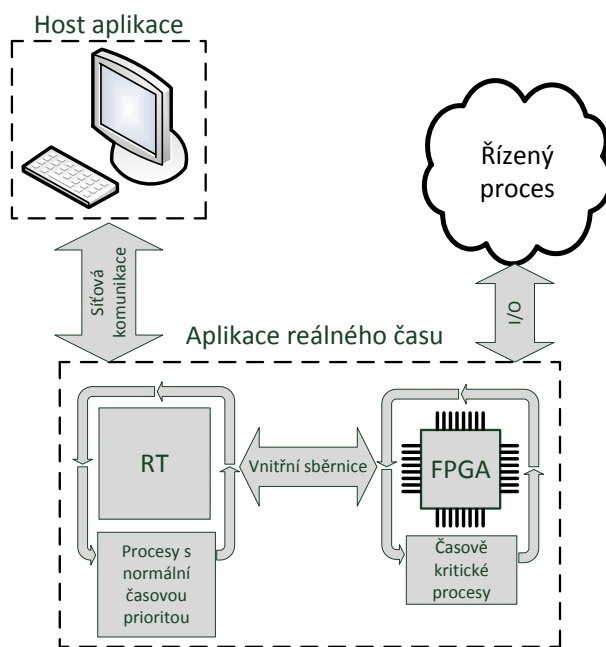 Host aplikace
Řízený
proces
Síťová
komunikace
I/O
Aplikace reálného času
RT
Vnitřní sběrnice
FPGA
Procesy s
normální
časovou
prioritou
Časově
kritické
procesy